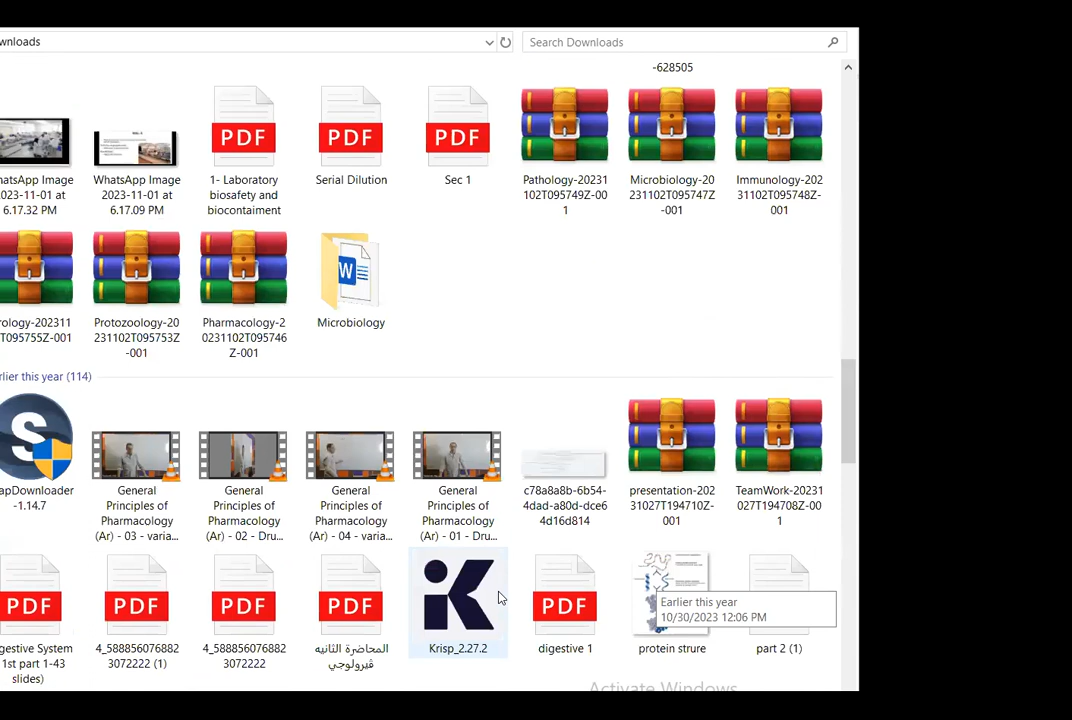 wnloads
Search Downloads
-628505
hatsApp Image
2023-11-01 at
6.17.32 PM
WhatsApp Image
2023-11-01 at
6.17.09 PM
PDF
1- Laboratory
biosafety and
biocontaiment
PDF
Serial Dilution
PDF
Sec 1
Pathology-20231
102T095749Z-00
1
Microbiology-20
231102T095747Z
-001
Immunology-202
31102T095748Z-
001
rology-202311
T095755Z-001
Protozoology-20
231102T095753Z
-001
Pharmacology-2
0231102T095746
Z-001
W
Microbiology
rlier this year (114)
S
apDownloader
-1.14.7
General
Principles of
Pharmacology
(Ar) - 03 - varia...
General
Principles of
Pharmacology
(Ar) - 02 - Dru...
General
Principles of
Pharmacology
(Ar) - 04 - varia...
General
Principles of
Pharmacology
(Ar) - 01 - Dru...
c78a8a8b-6b54-
4dad-a80d-dce6
4d16d814
presentation-202
31027T194710Z-
001
TeamWork-20231
027T194708Z-00
1
PDF
gestive System
1st part 1-43
slides)
PDF
4_588856076882
3072222 (1)
PDF
4_588856076882
3072222
PDF
المحاضرة الثانيه
ڤيرولوجي
Krisp_2.27.2
PDF
digestive 1
protein strure
part 2 (1)
Earlier this year
10/30/2023 12:06 PM
Activate Windows